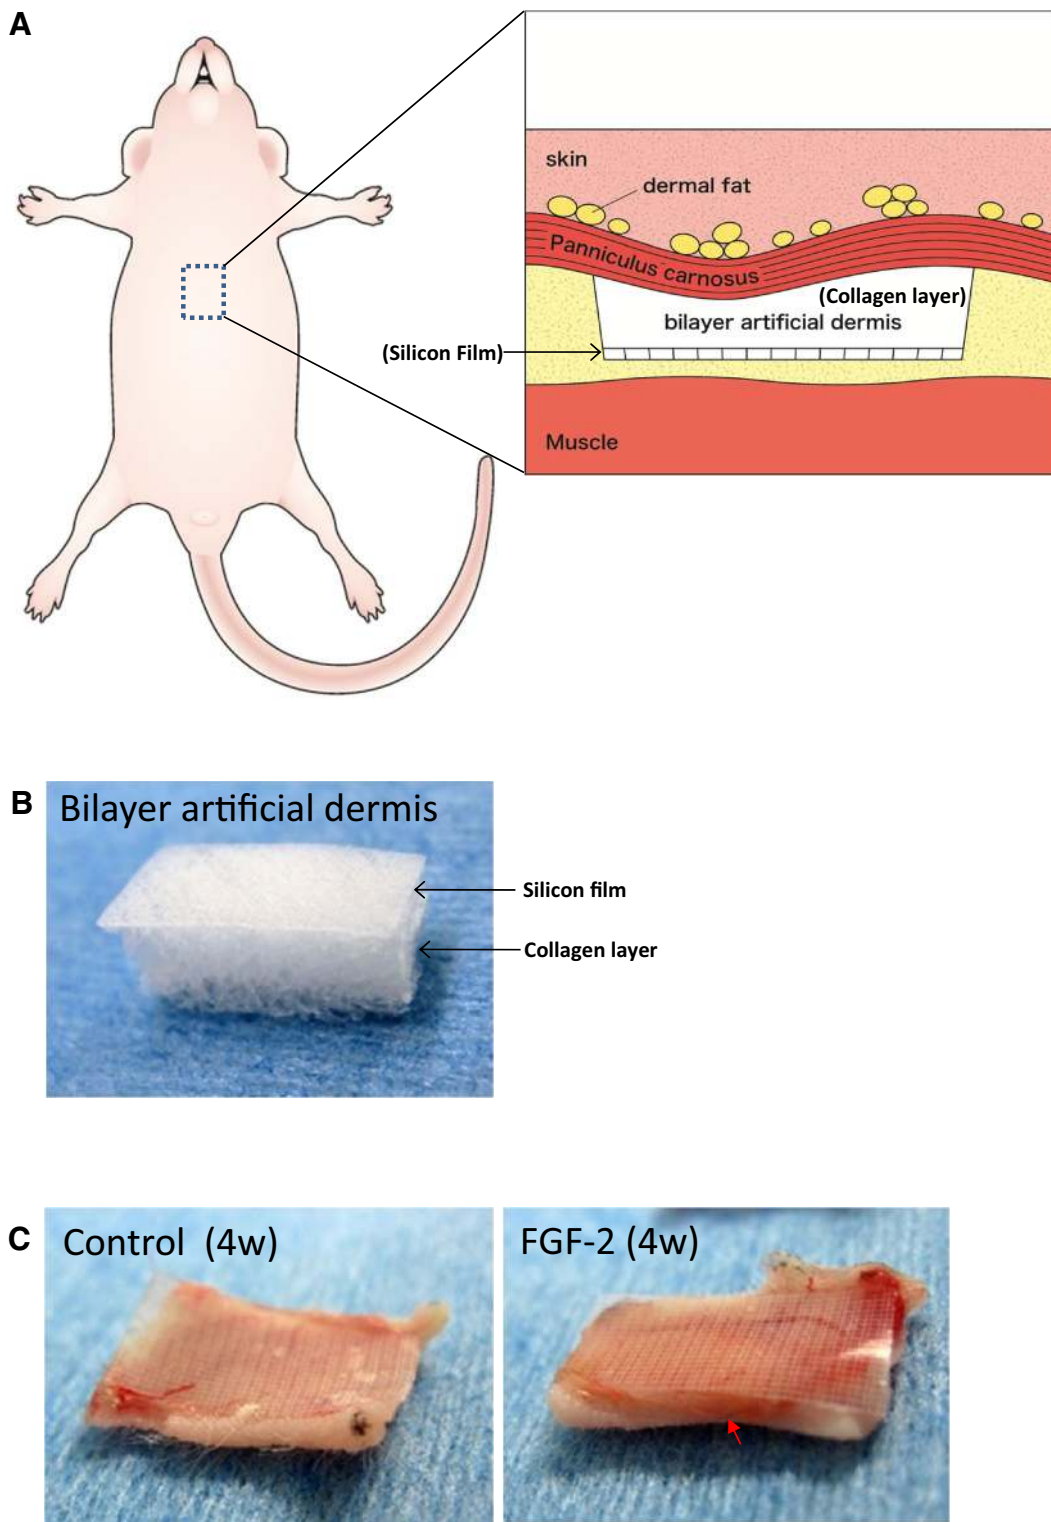 A
skin
dermal fat
Panniculus carnosus
(Collagen layer)
bilayer artificial dermis
(Silicon Film)
Muscle
B
Bilayer artificial dermis
Silicon film
Collagen layer
C
Control (4w)
FGF-2 (4w)